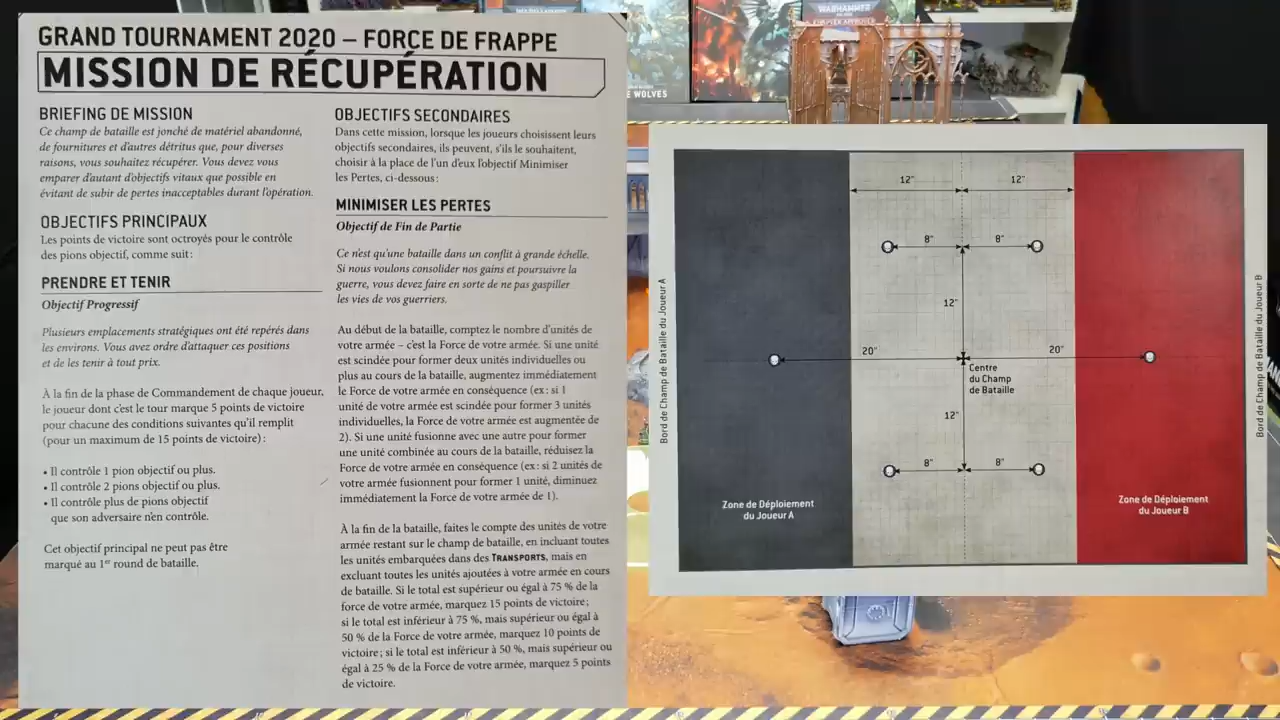 GRAND TOURNAMENT 2020 – FORCE DE FRAPPE
MISSION DE RÉCUPÉRATION
BRIEFING DE MISSION
Ce champ de bataille est jonché de matériel abandonné,
de fournitures et d'autres détritus que, pour diverses
raisons, vous souhaitez récupérer. Vous devez vous
emparer d'autant d'objectifs vitaux que possible en
évitant de subir de pertes inacceptables durant l'opération.
OBJECTIFS PRINCIPAUX
Les points de victoire sont octroyés pour le contrôle
des pions objectif, comme suit :
PRENDRE ET TENIR
Objectif Progressif
Plusieurs emplacements stratégiques ont été repérés dans
les environs. Vous avez ordre d'attaquer ces positions
et de les tenir à tout prix.
À la fin de la phase de Commandement de chaque joueur,
le joueur dont c'est le tour marque 5 points de victoire
pour chacune des conditions suivantes qu'il remplit
(pour un maximum de 15 points de victoire) :
• Il contrôle 1 pion objectif ou plus.
• Il contrôle 2 pions objectif ou plus.
• Il contrôle plus de pions objectif
que son adversaire n'en contrôle.
Cet objectif principal ne peut pas être
marqué au 1er round de bataille.
OBJECTIFS SECONDAIRES
Dans cette mission, lorsque les joueurs choisissent leurs
objectifs secondaires, ils peuvent, s'ils le souhaitent,
choisir à la place de l'un d'eux l'objectif Minimiser
les Pertes, ci-dessous :
MINIMISER LES PERTES
Objectif de Fin de Partie
Ce n'est qu'une bataille dans un conflit à grande échelle.
Si nous voulons consolider nos gains et poursuivre la
guerre, vous devez faire en sorte de ne pas gaspiller
les vies de vos guerriers.
Au début de la bataille, comptez le nombre d'unités de
votre armée – c'est la Force de votre armée. Si une unité
est scindée pour former deux unités individuelles ou
plus au cours de la bataille, augmentez immédiatement
le Force de votre armée en conséquence (ex : si 1
unité de votre armée est scindée pour former 3 unités
individuelles, la Force de votre armée est augmentée de
2). Si une unité fusionne avec une autre pour former
une unité combinée au cours de la bataille, réduisez la
Force de votre armée en conséquence (ex : si 2 unités de
votre armée fusionnent pour former 1 unité, diminuez
immédiatement la Force de votre armée de 1).
À la fin de la bataille, faites le compte des unités de votre
armée restant sur le champ de bataille, en incluant toutes
les unités embarquées dans des TRANSPORTS, mais en
excluant toutes les unités ajoutées à votre armée en cours
de bataille. Si le total est supérieur ou égal à 75 % de la
force de votre armée, marquez 15 points de victoire ;
si le total est inférieur à 75 %, mais supérieur ou égal à
50 % de la Force de votre armée, marquez 10 points de
victoire ; si le total est inférieur à 50 %, mais supérieur ou
égal à 25 % de la Force de votre armée, marquez 5 points
de victoire.
WARHAMMER
WOLVES
12" 12"
8" 8"
12"
20" 20"
Centre
du Champ
de Bataille
12"
8" 8"
Zone de Déploiement
du Joueur A
Zone de Déploiement
du Joueur B
Bord de Champ de Bataille du Joueur A
Bord de Champ de Bataille du Joueur B